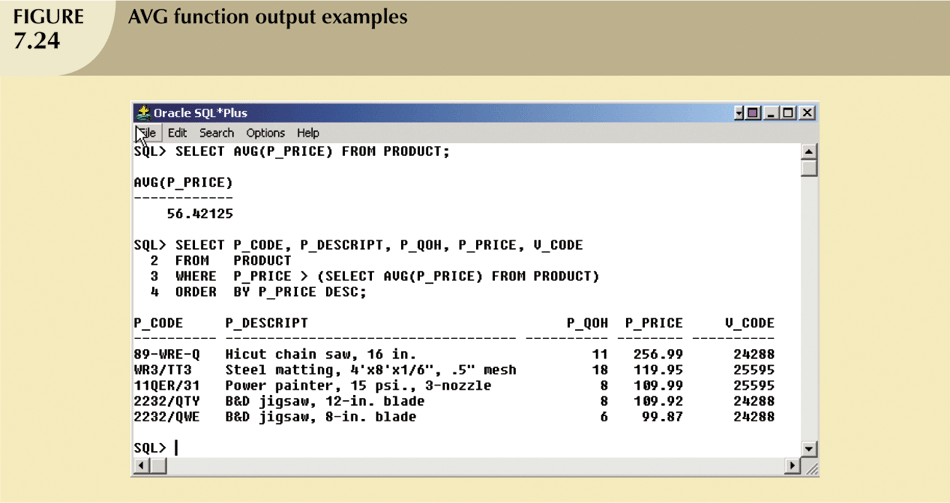 FIGURE 7.24
AVG function output examples
Oracle SQL*Plus
File Edit Search Options Help
SQL> SELECT AVG(P_PRICE) FROM PRODUCT;
AVG(P_PRICE)
------------
56.42125
SQL> SELECT P_CODE, P_DESCRIPT, P_QOH, P_PRICE, V_CODE
2 FROM PRODUCT
3 WHERE P_PRICE > (SELECT AVG(P_PRICE) FROM PRODUCT)
4 ORDER BY P_PRICE DESC;
P_CODE P_DESCRIPT P_QOH P_PRICE V_CODE
---------- ----------------------------------- ---------- ---------- ----------
89-WRE-Q Hicut chain saw, 16 in. 11 256.99 24288
WR3/TT3 Steel matting, 4'x8'x1/6", .5" mesh 18 119.95 25595
11QER/31 Power painter, 15 psi., 3-nozzle 8 109.99 25595
2232/QTY B&D jigsaw, 12-in. blade 8 109.92 24288
2232/QWE B&D jigsaw, 8-in. blade 6 99.87 24288
SQL>